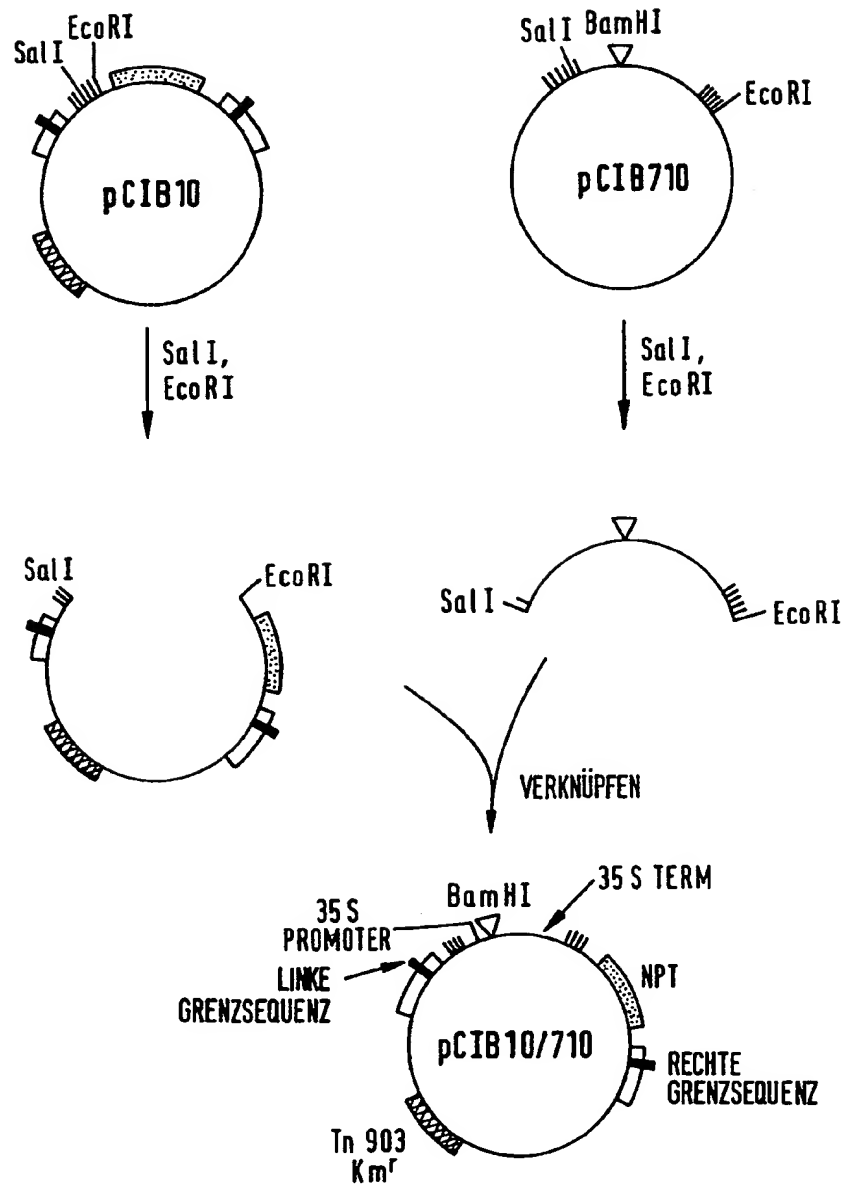 EcoRI
Sal I
pCIB10
Sal I
BamHI
EcoRI
pCIB710
Sal I,
EcoRI
Sal I,
EcoRI
Sal I
EcoRI
Sal I
EcoRI
VERKNÜPFEN
35 S TERM
BamHI
35 S
PROMOTER
LINKE
GRENZSEQUENZ
NPT
pCIB10/710
RECHTE
GRENZSEQUENZ
Tn 903
Kmʳ